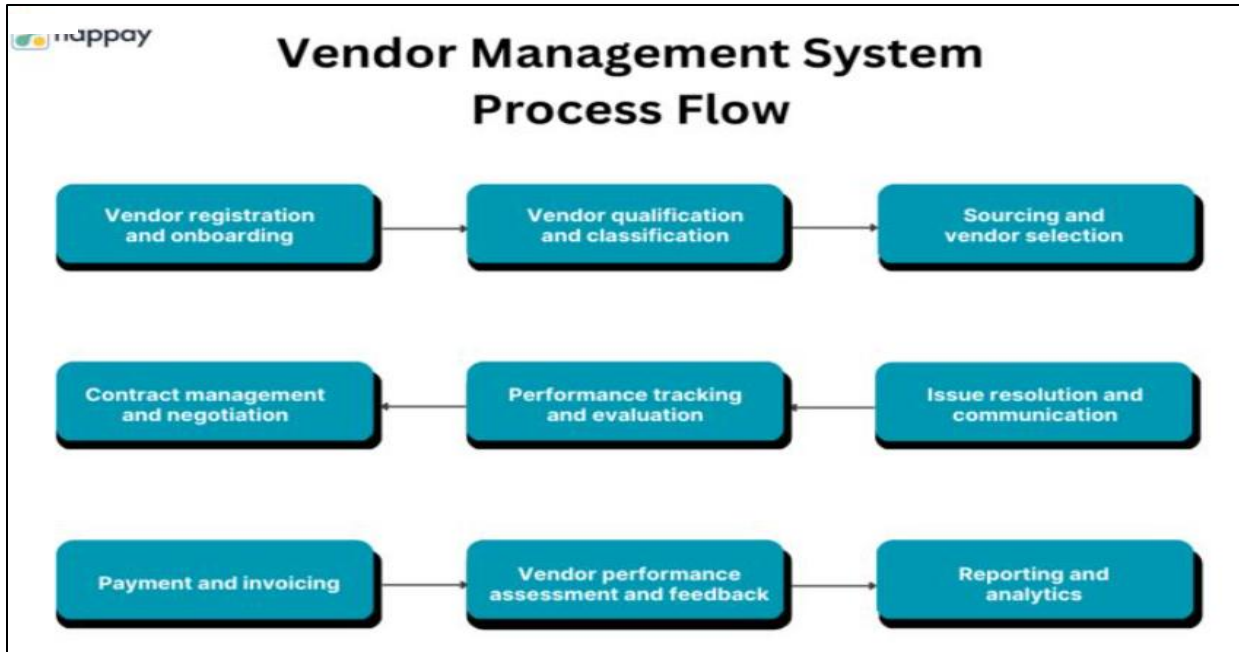 happay
Vendor Management System
Process Flow
Vendor registration
and onboarding
Vendor qualification
and classification
Sourcing and
vendor selection
Contract management
and negotiation
Performance tracking
and evaluation
Issue resolution and
communication
Payment and invoicing
Vendor performance
assessment and feedback
Reporting and
analytics